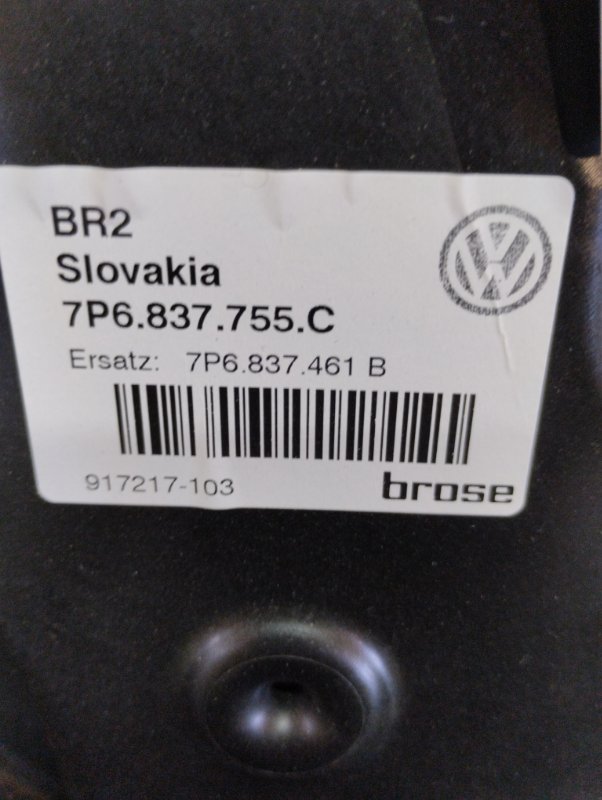 BR2
Slovakia
7P6.837.755.C
Ersatz: 7P6.837.461 B
917217-103
brose